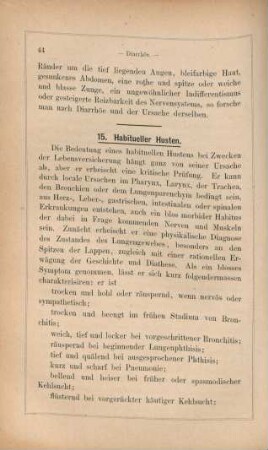 64 — Diarrhöe. —
Ränder um die tief liegenden Augen, bleifarbige Haut,
gesunkenes Abdomen, eine rothe und spitze oder weiche
und blasse Zunge, ein ungewöhnlicher Indifferentismus
oder gesteigerte Reizbarkeit des Nervensystems, so forsche
man nach Diarrhöe und der Ursache derselben.
15. Habitueller Husten.
Die Bedeutung eines habituellen Hustens bei Zwecken
der Lebensversicherung hängt ganz von seiner Ursache
ab, aber er erheischt eine kritische Prüfung. Er kann
durch locale Ursachen im Pharynx, Larynx, der Trachea,
den Bronchien oder dem Lungenparenchym bedingt sein,
aus Herz-, Leber-, gastrischen, intestinalen oder spinalen
Erkrankungen entstehen, auch ein blos morbider Habitus
der dabei in Frage kommenden Nerven und Muskeln
sein. Zuerst erheischt er eine physikalische Diagnose
des Zustandes des Lungengewebes, besonders an den
Spitzen der Lappen, zugleich mit einer rationellen Er-
wägung der Geschichte und Diathese. Als ein blosses
Symptom genommen, lässt er sich kurz folgendermassen
charakterisiren: er ist
trocken und hohl oder räuspernd, wenn nervös oder
sympathetisch;
trocken und beengt im frühen Stadium von Bron-
chitis;
weich, tief und locker bei vorgeschrittener Bronchitis;
räuspernd bei beginnender Lungenphthisis;
tief und quälend bei ausgesprochener Phthisis;
kurz und scharf bei Pneumonie;
bellend und heiser bei früher oder spasmodischer
Kehlsucht;
flüsternd bei vorgerückter häutiger Kehlsucht;